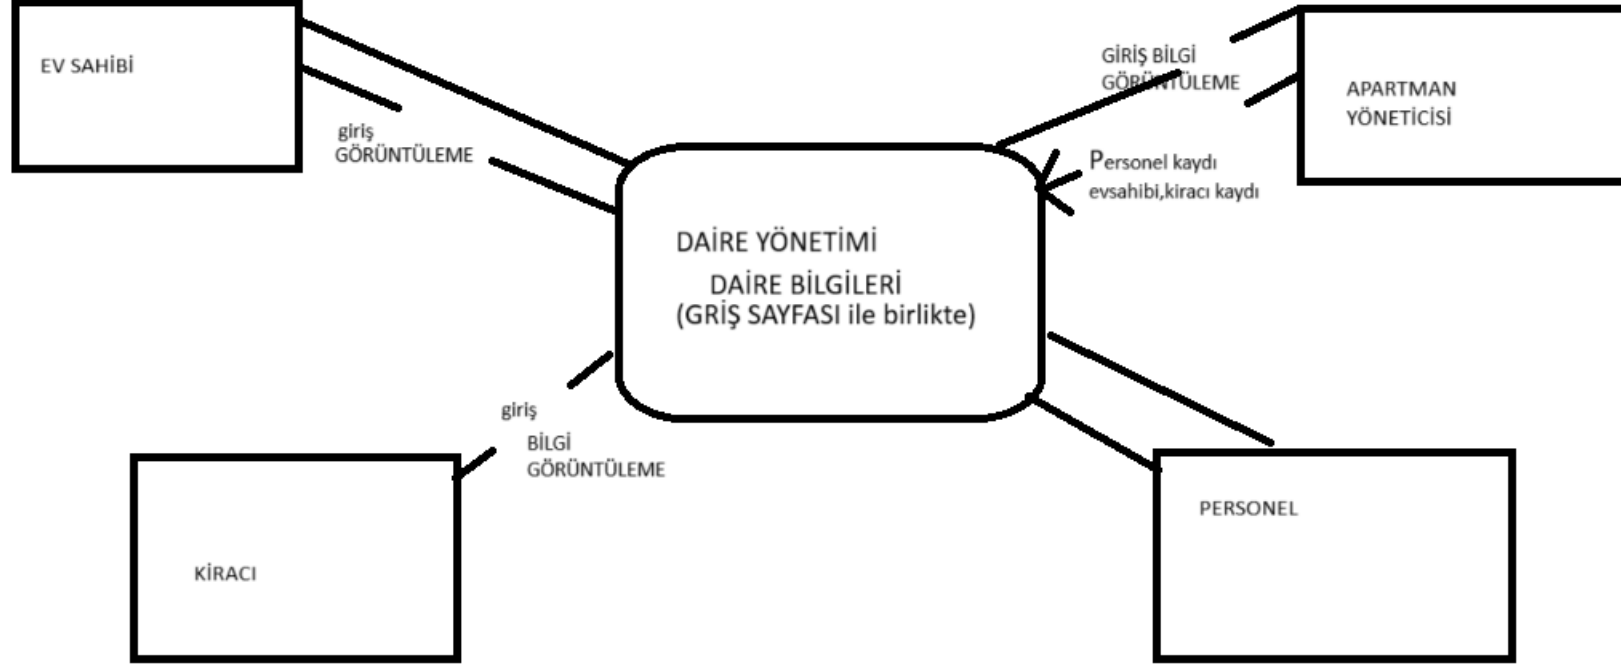 EV SAHİBİ
giriş
GÖRÜNTÜLEME
GİRİŞ BİLGİ
GÖRÜNTÜLEME
APARTMAN
YÖNETİCİSİ
Personel kaydı
evsahibi,kiracı kaydı
DAİRE YÖNETİMİ
DAİRE BİLGİLERİ
(GRİŞ SAYFASI ile birlikte)
giriş
BİLGİ
GÖRÜNTÜLEME
KİRACI
PERSONEL